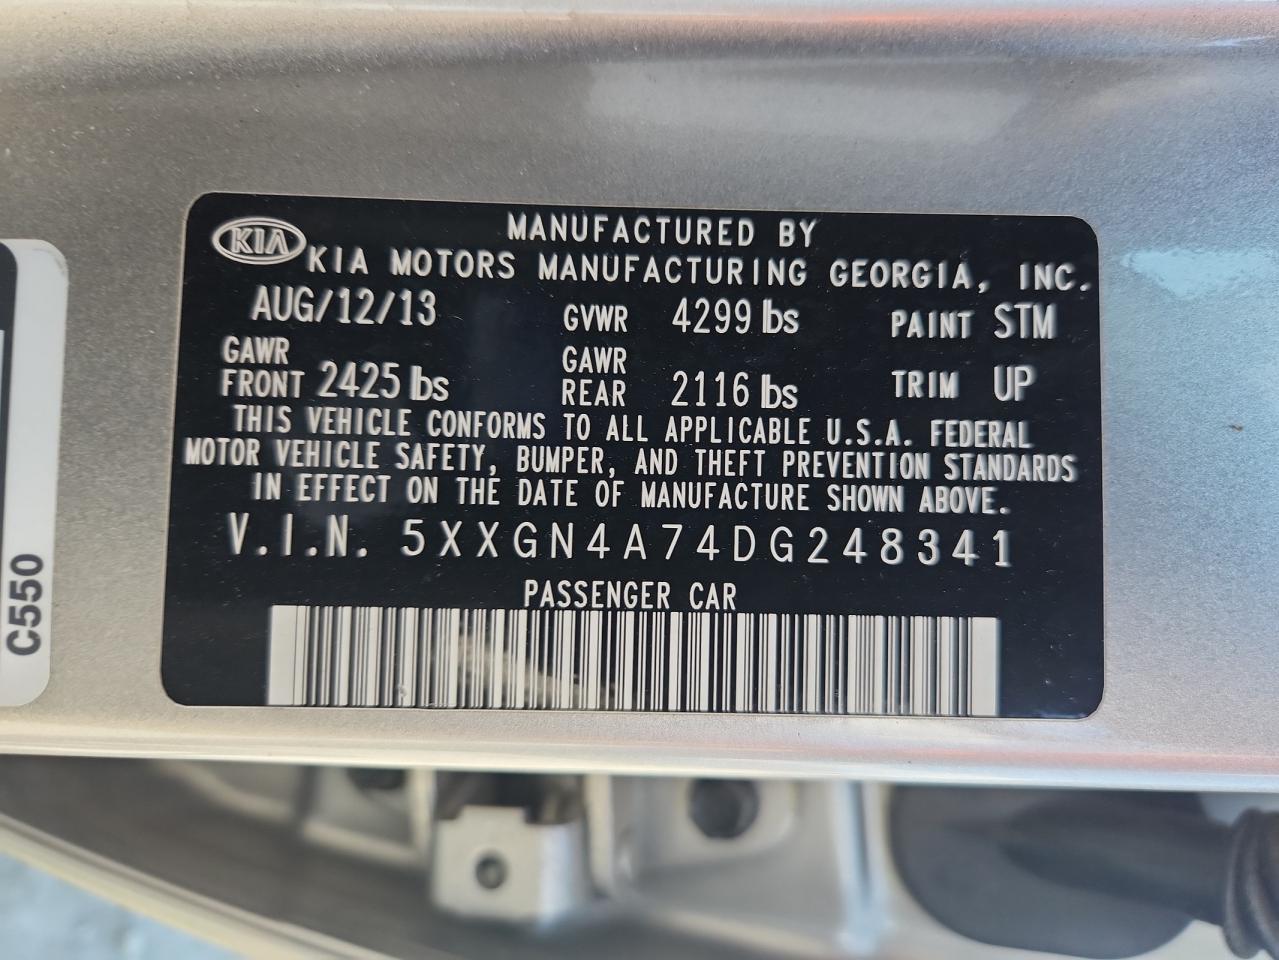 MANUFACTURED BY
KIA KIA MOTORS MANUFACTURING GEORGIA, INC.
AUG/12/13 GVWR 4299 lbs PAINT STM
GAWR FRONT 2425 lbs GAWR REAR 2116 lbs TRIM UP
THIS VEHICLE CONFORMS TO ALL APPLICABLE U.S.A. FEDERAL
MOTOR VEHICLE SAFETY, BUMPER, AND THEFT PREVENTION STANDARDS
IN EFFECT ON THE DATE OF MANUFACTURE SHOWN ABOVE.
V.I.N. 5XXGN4A74DG248341
PASSENGER CAR
C550